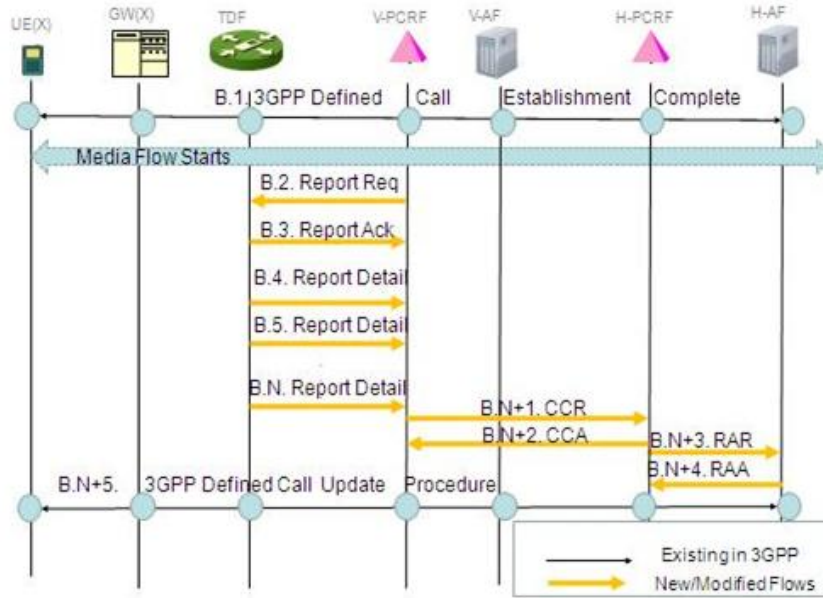 UE(X) GW(X) TDF V-PCRF V-AF H-PCRF H-AF
B.1. 3GPP Defined Call Establishment Complete
Media Flow Starts
B.2. Report Req
B.3. Report Ack
B.4. Report Detail
B.5. Report Detail
B.N. Report Detail
B.N+1. CCR
B.N+2. CCA
B.N+3. RAR
B.N+4. RAA
B.N+5. 3GPP Defined Call Update Procedure
Existing in 3GPP
New/Modified Flows